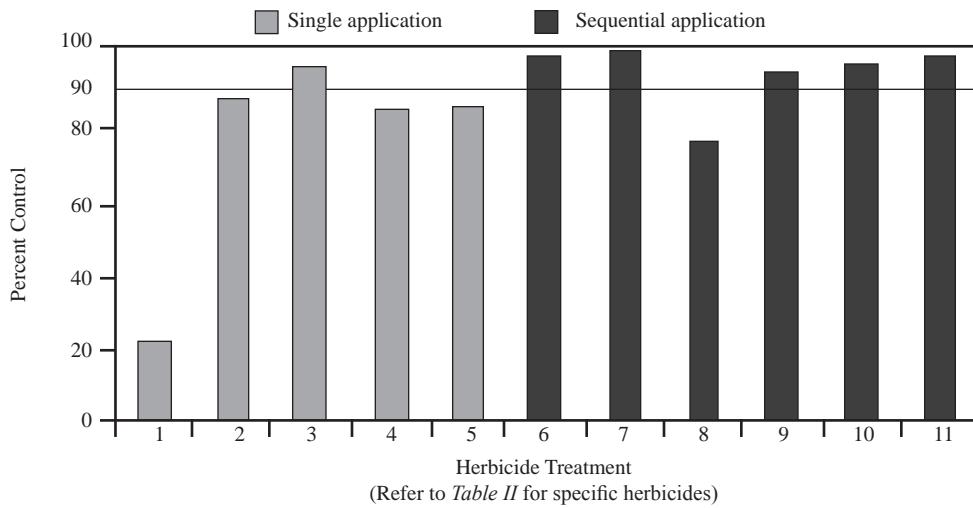 Single application
Sequential application
100
90
80
60
40
20
0
Percent Control
1 2 3 4 5 6 7 8 9 10 11
Herbicide Treatment
(Refer to Table II for specific herbicides)